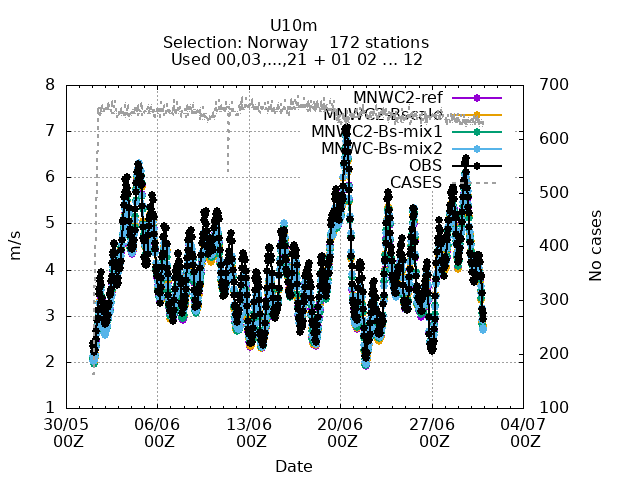 U10m
Selection: Norway    172 stations
Used 00,03,...,21 + 01 02 ... 12
8
7
6
5
4
3
2
1
m/s
700
600
500
400
300
200
100
No cases
MNWC2-ref
MNWC2-Bscale
MNWC2-Bs-mix1
MNWC-Bs-mix2
OBS
CASES
30/05 00Z
06/06 00Z
13/06 00Z
20/06 00Z
27/06 00Z
04/07 00Z
Date